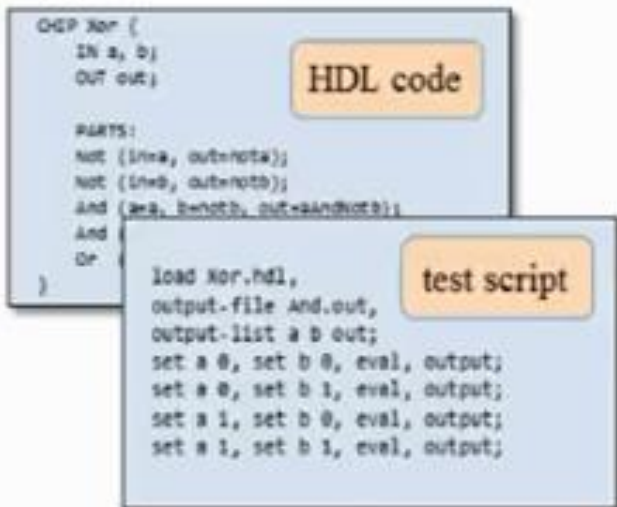 CHIP Xor {
IN a, b;
OUT out;
HDL code
PARTS:
Not (in=a, out=nota);
Not (in=b, out=notb);
And (a=a, b=notb, out=aAndNotb);
And (
Or (
}
test script
load Xor.hdl,
output-file And.out,
output-list a b out;
set a 0, set b 0, eval, output;
set a 0, set b 1, eval, output;
set a 1, set b 0, eval, output;
set a 1, set b 1, eval, output;